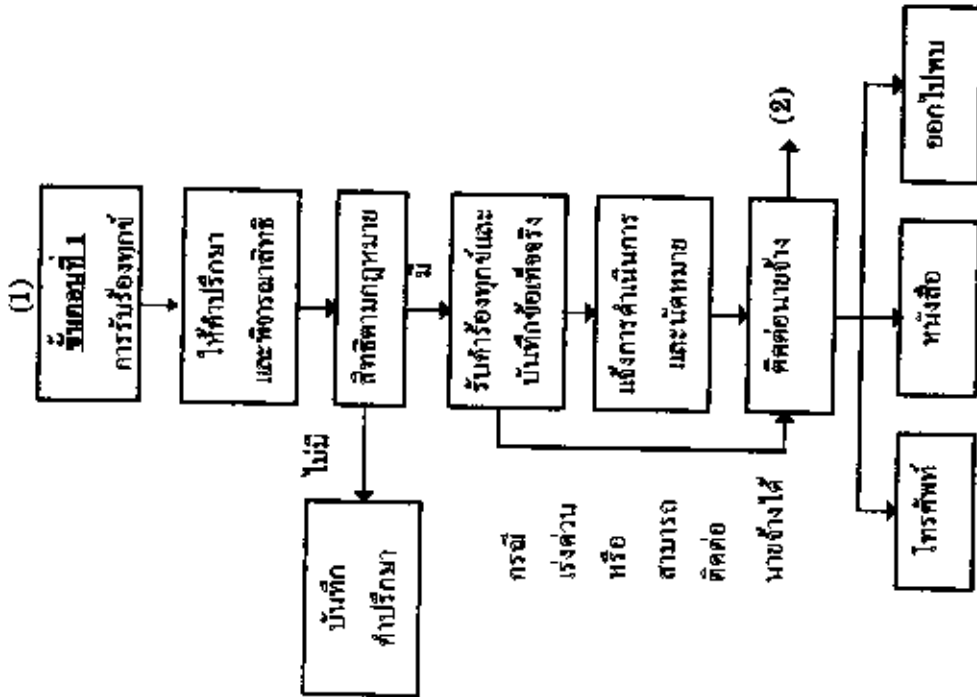 (1)
ขั้นตอนที่ 1
การรับร้องทุกข์
ให้คำปรึกษา
และพิจารณาสิทธิ
สิทธิตามกฎหมาย
ไม่มี
มี
บันทึก
คำปรึกษา
รับคำร้องทุกข์และ
บันทึกข้อเท็จจริง
แจ้งการดำเนินการ
และนัดหมาย
กรณี
เร่งด่วน
หรือ
สามารถ
ติดต่อ
นายจ้างได้
ติดต่อนายจ้าง
(2)
โทรศัพท์
หนังสือ
ออกไปพบ